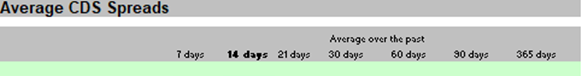 Average CDS Spreads
Average over the past
7 days 14 days 21 days 30 days 60 days 90 days 365 days